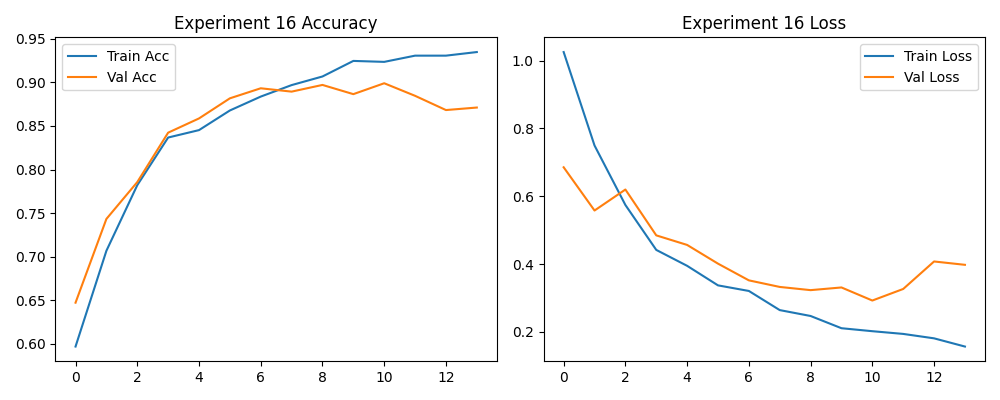 Experiment 16 Accuracy
Train Acc
Val Acc
0.95
0.90
0.85
0.80
0.75
0.70
0.65
0.60
0 2 4 6 8 10 12
Experiment 16 Loss
Train Loss
Val Loss
1.0
0.8
0.6
0.4
0.2
0 2 4 6 8 10 12